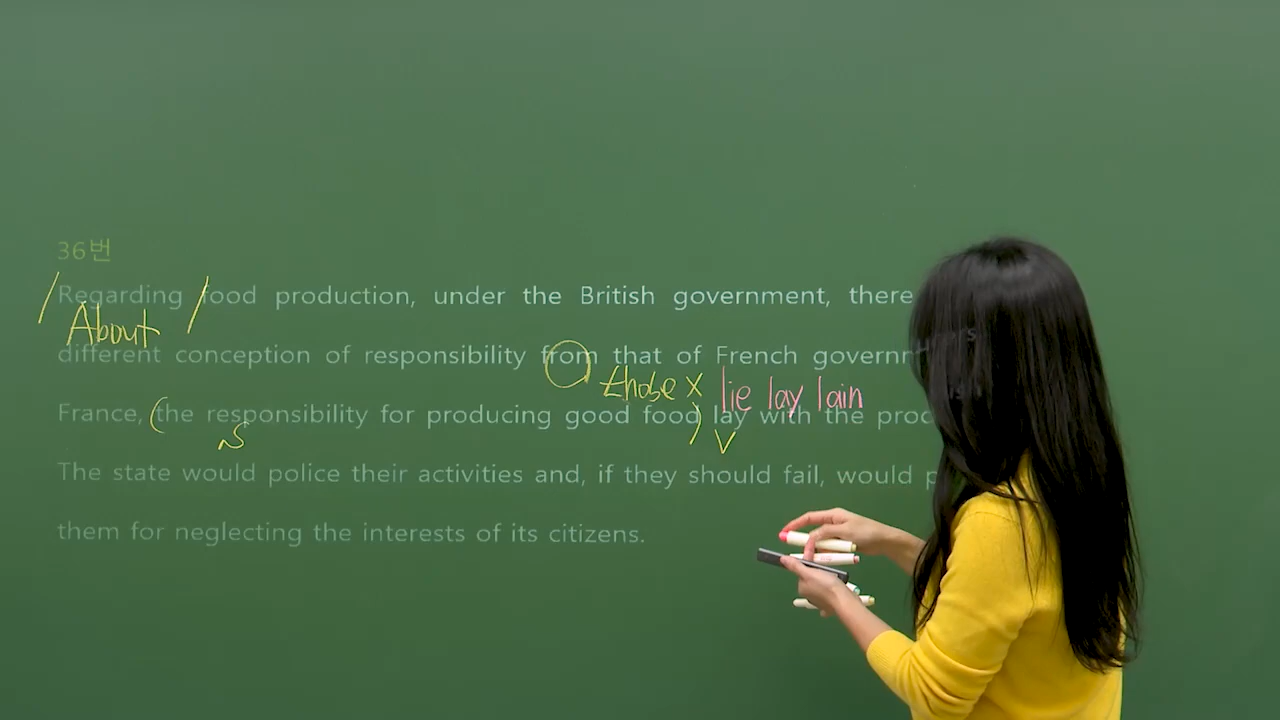 36번
Regarding food production, under the British government, there
About
different conception of responsibility from that of French
those x lie lay lain
France, (the responsibility for producing good food) lay with the
S V
The state would police their activities and, if they should fail, would
them for neglecting the interests of its citizens.